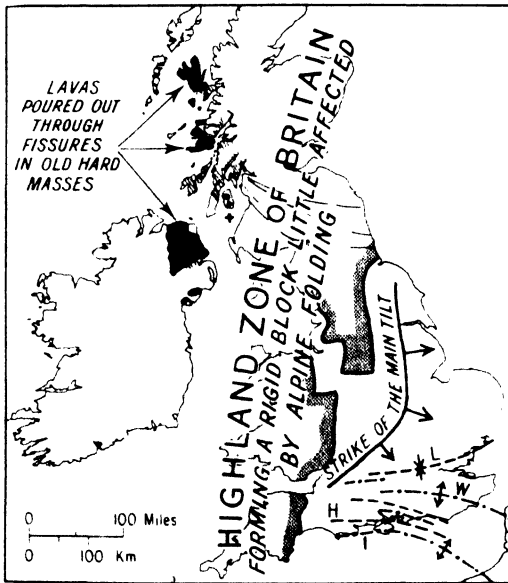 LAVAS
POURED OUT
THROUGH
FISSURES
IN OLD HARD
MASSES
HIGHLAND ZONE OF BRITAIN
FORMING A RIGID BLOCK LITTLE AFFECTED
BY ALPINE FOLDING
STRIKE OF THE MAIN TILT
L
W
H
I
0 100 Miles
0 100 Km